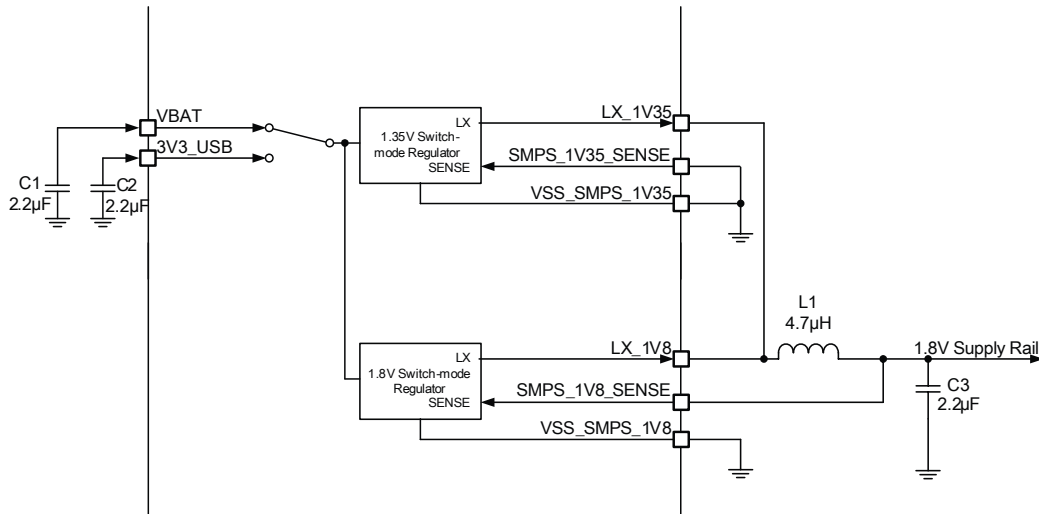 VBAT
3V3_USB
C1
2.2µF
C2
2.2µF
LX
1.35V Switch-
mode Regulator
SENSE
LX_1V35
SMPS_1V35_SENSE
VSS_SMPS_1V35
LX
1.8V Switch-mode
Regulator
SENSE
LX_1V8
SMPS_1V8_SENSE
VSS_SMPS_1V8
L1
4.7µH
1.8V Supply Rail
C3
2.2µF